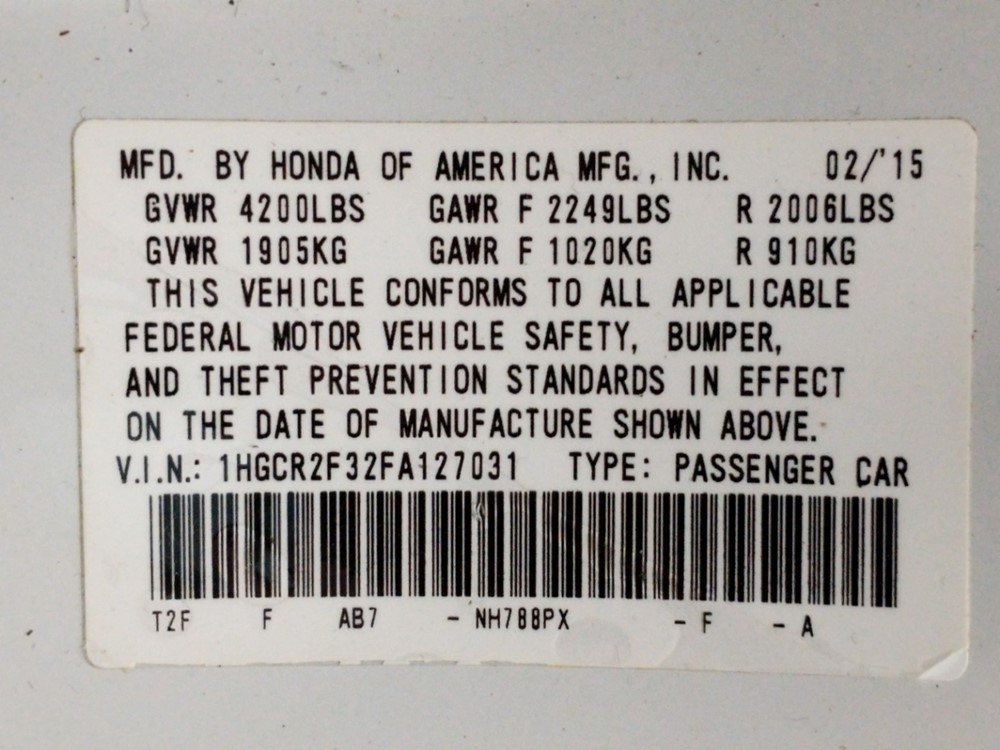 MFD. BY HONDA OF AMERICA MFG., INC. 02/'15
GVWR 4200LBS GAWR F 2249LBS R 2006LBS
GVWR 1905KG GAWR F 1020KG R 910KG
THIS VEHICLE CONFORMS TO ALL APPLICABLE
FEDERAL MOTOR VEHICLE SAFETY, BUMPER,
AND THEFT PREVENTION STANDARDS IN EFFECT
ON THE DATE OF MANUFACTURE SHOWN ABOVE.
V.I.N.: 1HGCR2F32FA127031 TYPE: PASSENGER CAR
T2F F AB7 - NH788PX - F - A